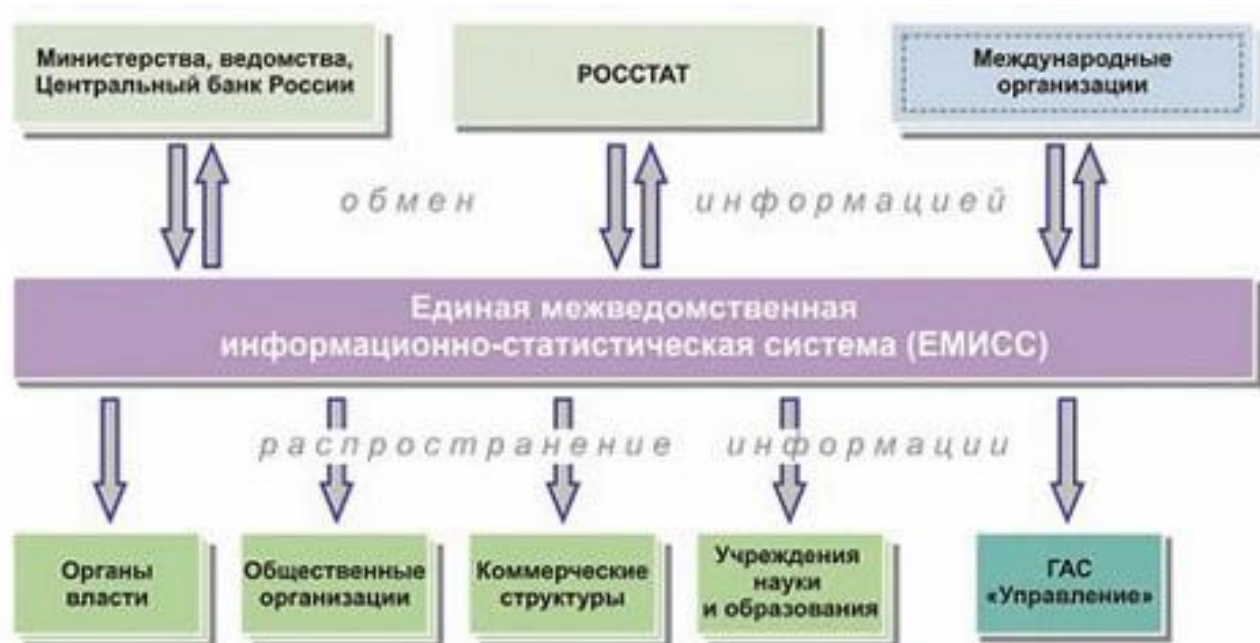 Министерства, ведомства,
Центральный банк России
РОССТАТ
Международные
организации
обмен информацией
Единая межведомственная
информационно-статистическая система (ЕМИСС)
распространение информации
Органы
власти
Общественные
организации
Коммерческие
структуры
Учреждения
науки
и образования
ГАС
«Управление»